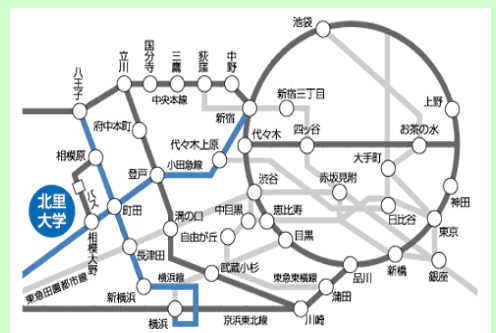 池袋
中野
荻窪
三鷹
国分寺
立川
八王子
中央本線
新宿
新宿三丁目
上野
府中本町
代々木上原
代々木
四ッ谷
お茶の水
相模原
登戸
小田急線
大手町
バス
渋谷
赤坂見附
神田
北里
大学
町田
溝の口
中目黒
恵比寿
日比谷
東京
相模大野
自由が丘
目黒
長津田
新橋
銀座
東急田園都市線
横浜線
武蔵小杉
東急東横線
品川
新横浜
蒲田
横浜
京浜東北線
川崎